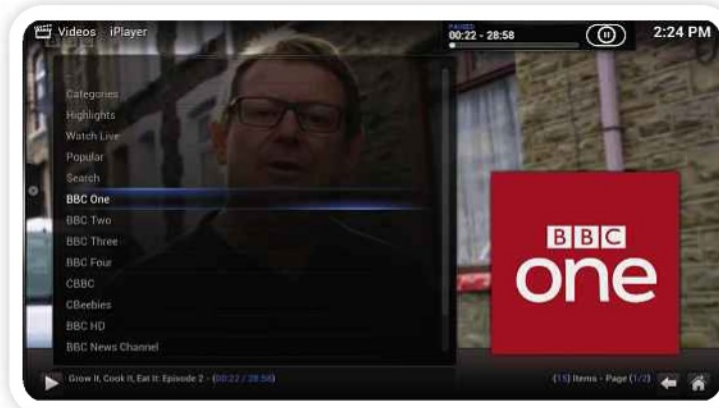 Videos iPlayer
PAUSED
00:22 - 28:58
2:24 PM
..
Categories
Highlights
Watch Live
Popular
Search
BBC One
BBC Two
BBC Three
BBC Four
CBBC
CBeebies
BBC HD
BBC News Channel
BBC
one
Grow It, Cook It, Eat It: Episode 2 - (00:22 / 28:58)
(15) Items - Page (1/2)